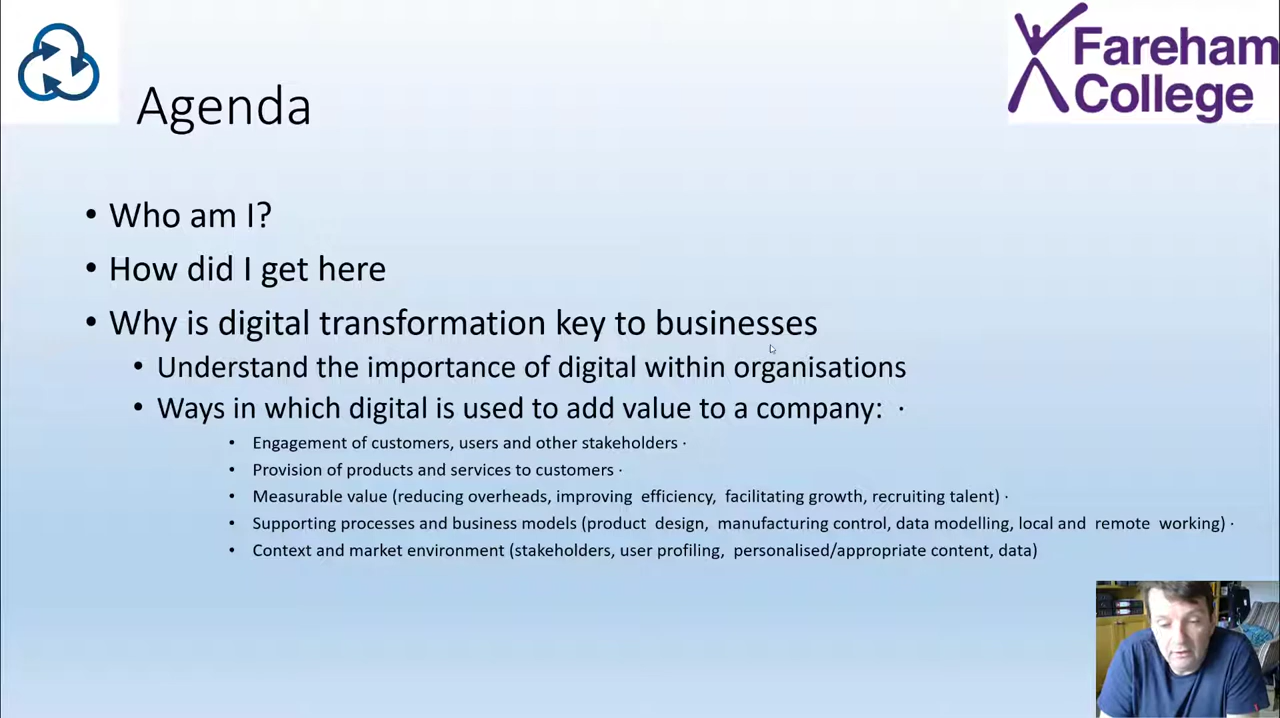 Fareham
College
Agenda
• Who am I?
• How did I get here
• Why is digital transformation key to businesses
• Understand the importance of digital within organisations
• Ways in which digital is used to add value to a company: ·
• Engagement of customers, users and other stakeholders ·
• Provision of products and services to customers ·
• Measurable value (reducing overheads, improving efficiency, facilitating growth, recruiting talent) ·
• Supporting processes and business models (product design, manufacturing control, data modelling, local and remote working) ·
• Context and market environment (stakeholders, user profiling, personalised/appropriate content, data)